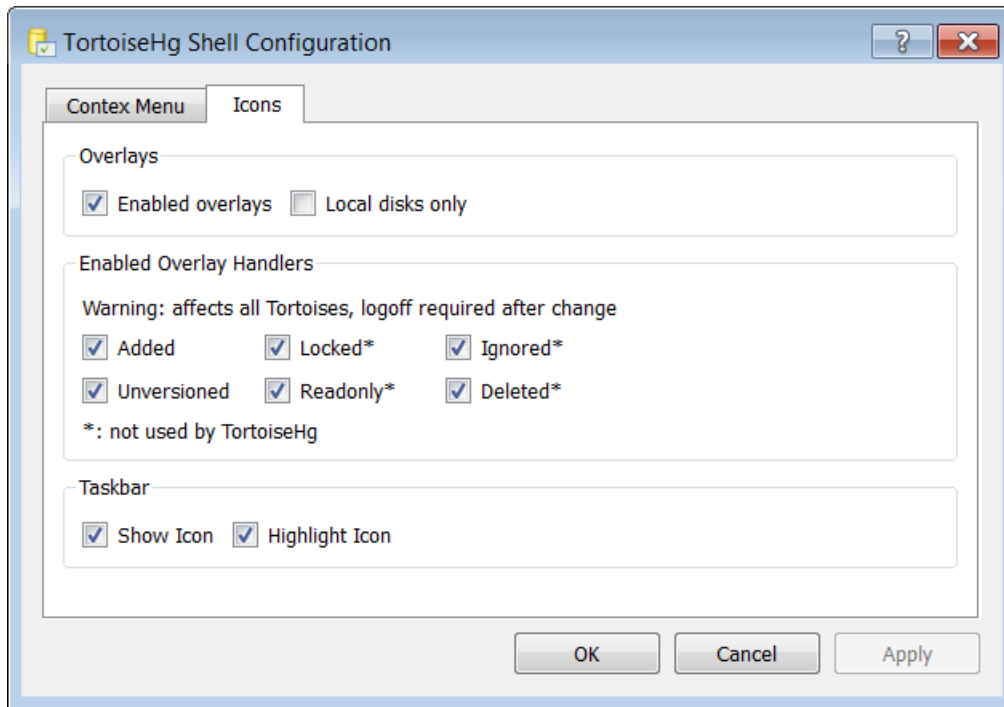 TortoiseHg Shell Configuration
Contex Menu Icons
Overlays
Enabled overlays Local disks only
Enabled Overlay Handlers
Warning: affects all Tortoises, logoff required after change
Added Locked* Ignored*
Unversioned Readonly* Deleted*
*: not used by TortoiseHg
Taskbar
Show Icon Highlight Icon
OK Cancel Apply